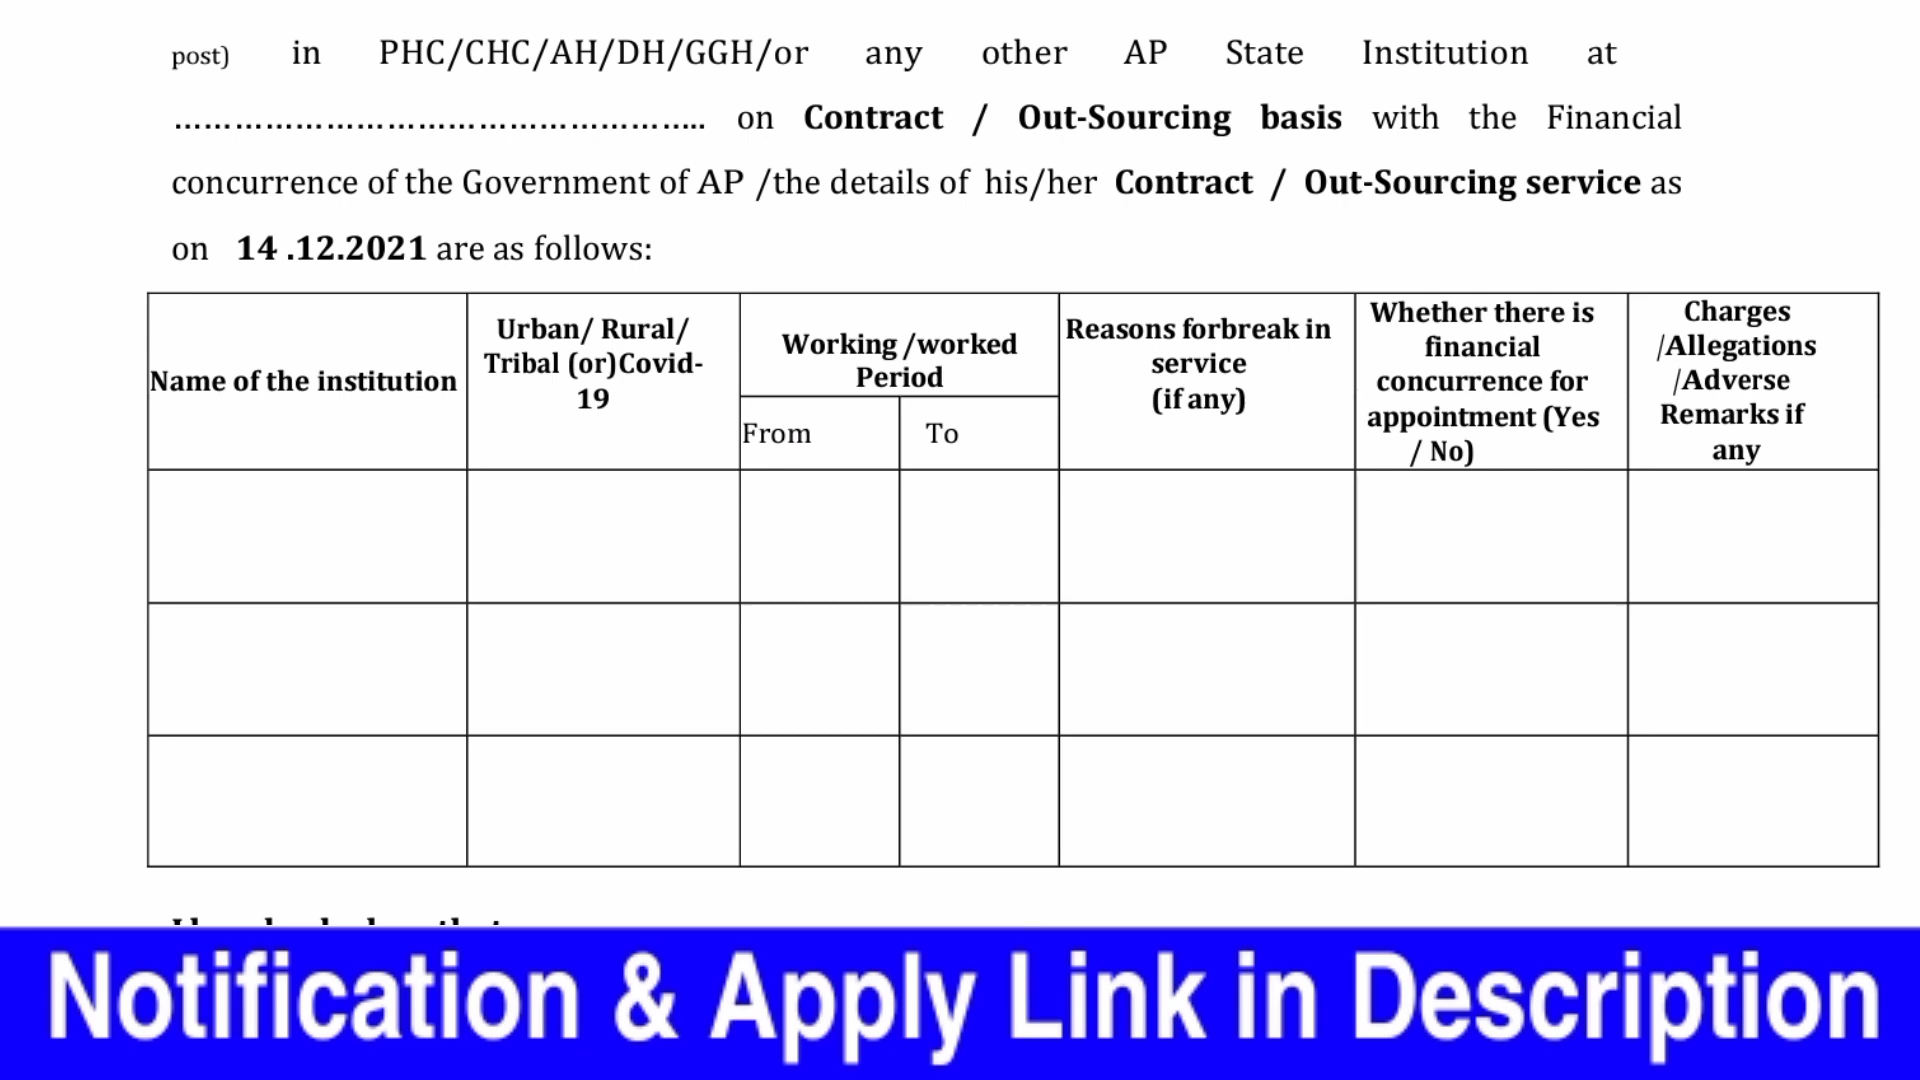 post) in PHC/CHC/AH/DH/GGH/or any other AP State Institution at
…………………………………………….. on Contract / Out-Sourcing basis with the Financial
concurrence of the Government of AP /the details of his/her Contract / Out-Sourcing service as
on 14 .12.2021 are as follows:
Name of the institution
Urban/ Rural/
Tribal (or)Covid-
19
Working /worked
Period
From
To
Reasons forbreak in
service
(if any)
Whether there is
financial
concurrence for
appointment (Yes
/ No)
Charges
/Allegations
/Adverse
Remarks if
any
Notification & Apply Link in Description